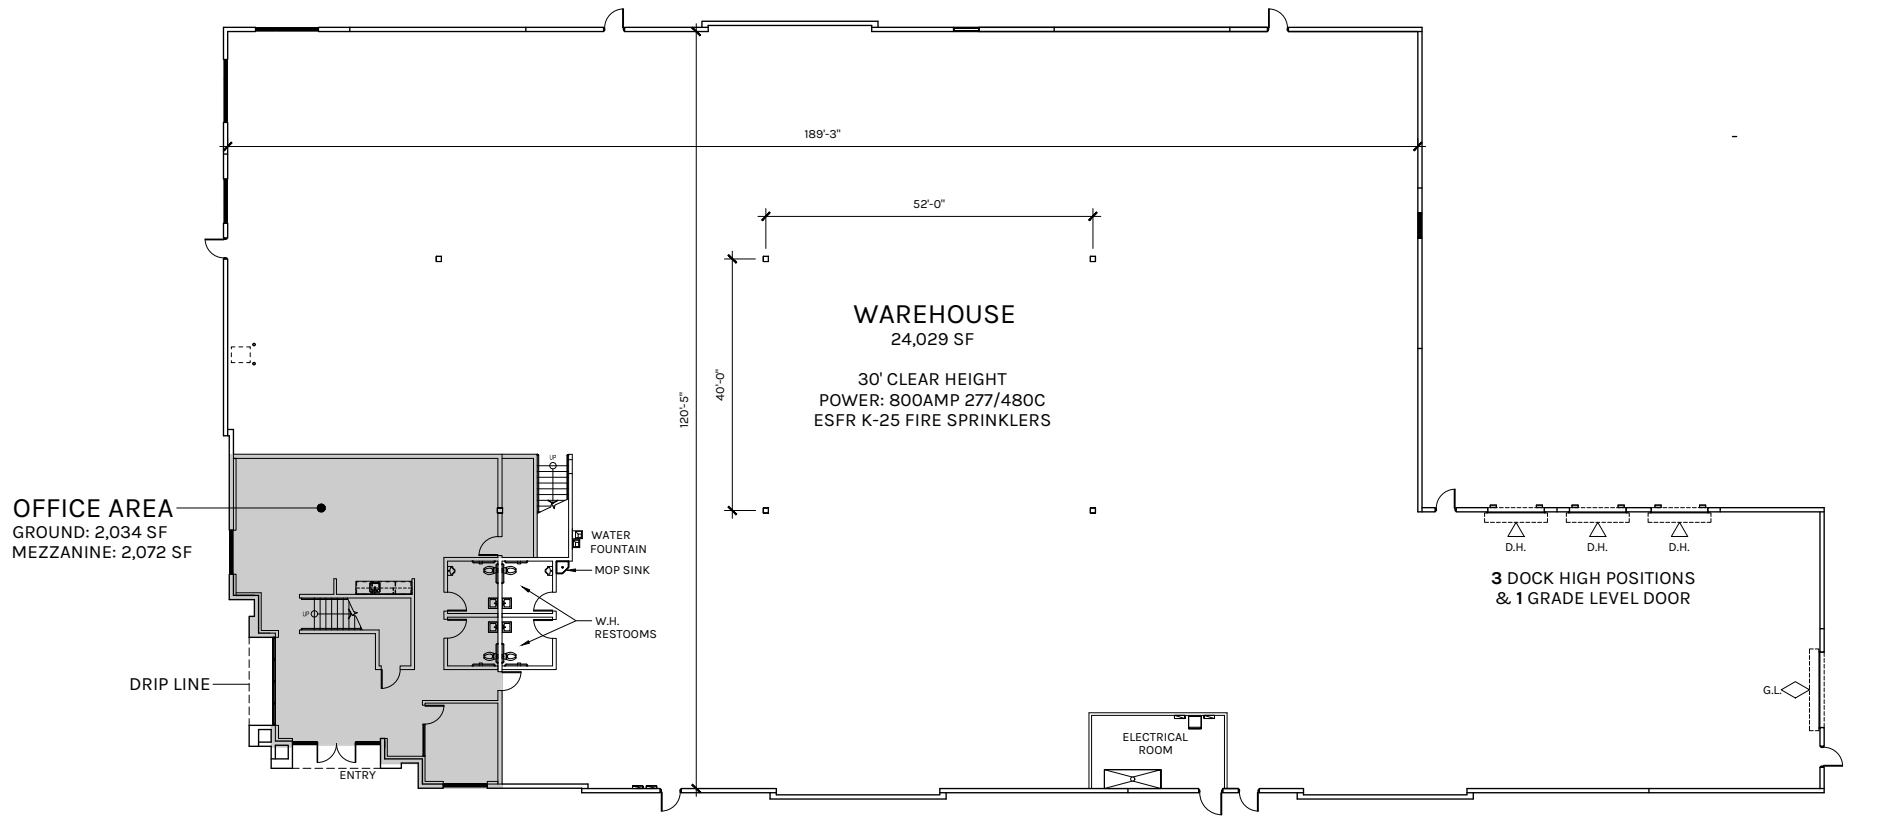 189'-3"
52'-0"
WAREHOUSE
24,029 SF
30' CLEAR HEIGHT
POWER: 800AMP 277/480C
ESFR K-25 FIRE SPRINKLERS
40'-0"
120'-5"
OFFICE AREA
GROUND: 2,034 SF
MEZZANINE: 2,072 SF
UP
WATER
FOUNTAIN
MOP SINK
W.H.
RESTOOMS
UP
DRIP LINE
ENTRY
ELECTRICAL
ROOM
D.H.
D.H.
D.H.
3 DOCK HIGH POSITIONS
& 1 GRADE LEVEL DOOR
G.L.